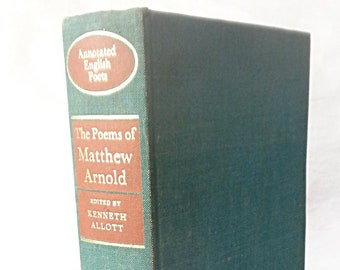 Annotated
English
Poets
The Poems of
Matthew
Arnold
EDITED BY
KENNETH
ALLOTT